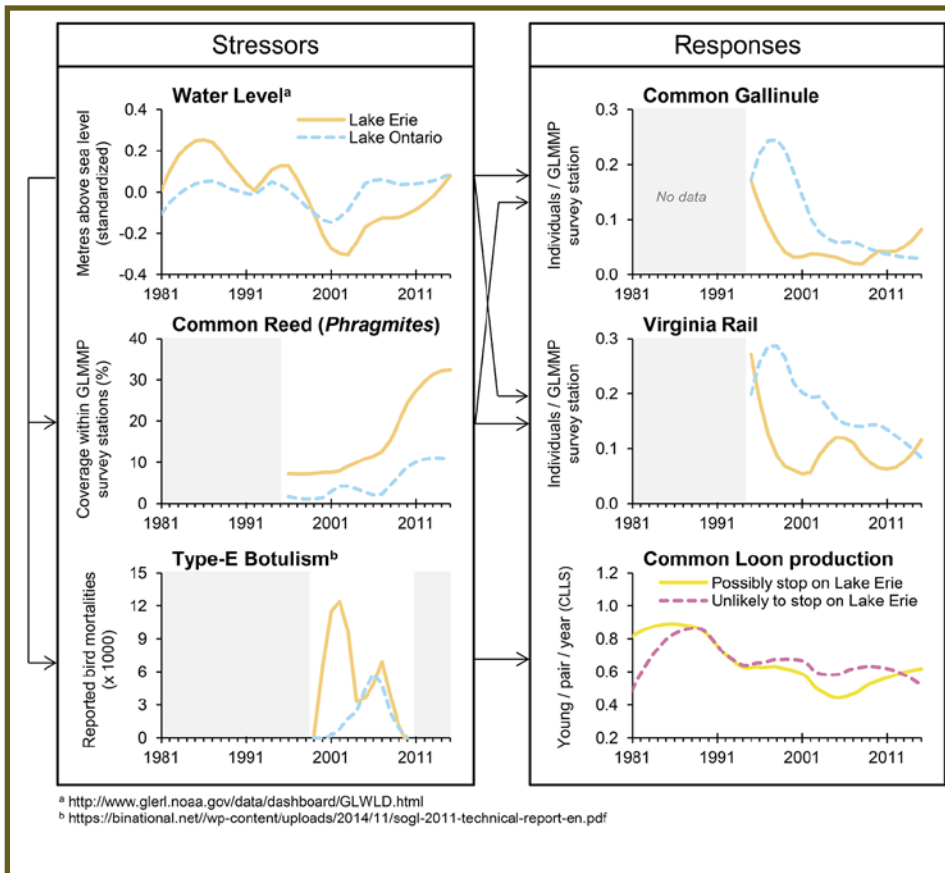 Stressors
Water Levelᵃ
Metres above sea level
(standardized)
0.4
0.2
0.0
-0.2
-0.4
Lake Erie
Lake Ontario
1981
1991
2001
2011
Common Reed (Phragmites)
Coverage within GLMMP
survey stations (%)
40
30
20
10
0
1981
1991
2001
2011
Type-E Botulismᵇ
Reported bird mortalities
(x 1000)
15
12
9
6
3
0
1981
1991
2001
2011
Responses
Common Gallinule
Individuals / GLMMP
survey station
0.3
0.2
0.1
0.0
No data
1981
1991
2001
2011
Virginia Rail
Individuals / GLMMP
survey station
0.3
0.2
0.1
0.0
1981
1991
2001
2011
Common Loon production
Young / pair / year (CLLS)
1.2
1.0
0.8
0.6
0.4
0.2
Possibly stop on Lake Erie
Unlikely to stop on Lake Erie
1981
1991
2001
2011
ᵃ http://www.glerl.noaa.gov/data/dashboard/GLWLD.html
ᵇ https://binational.net//wp-content/uploads/2014/11/sogl-2011-technical-report-en.pdf